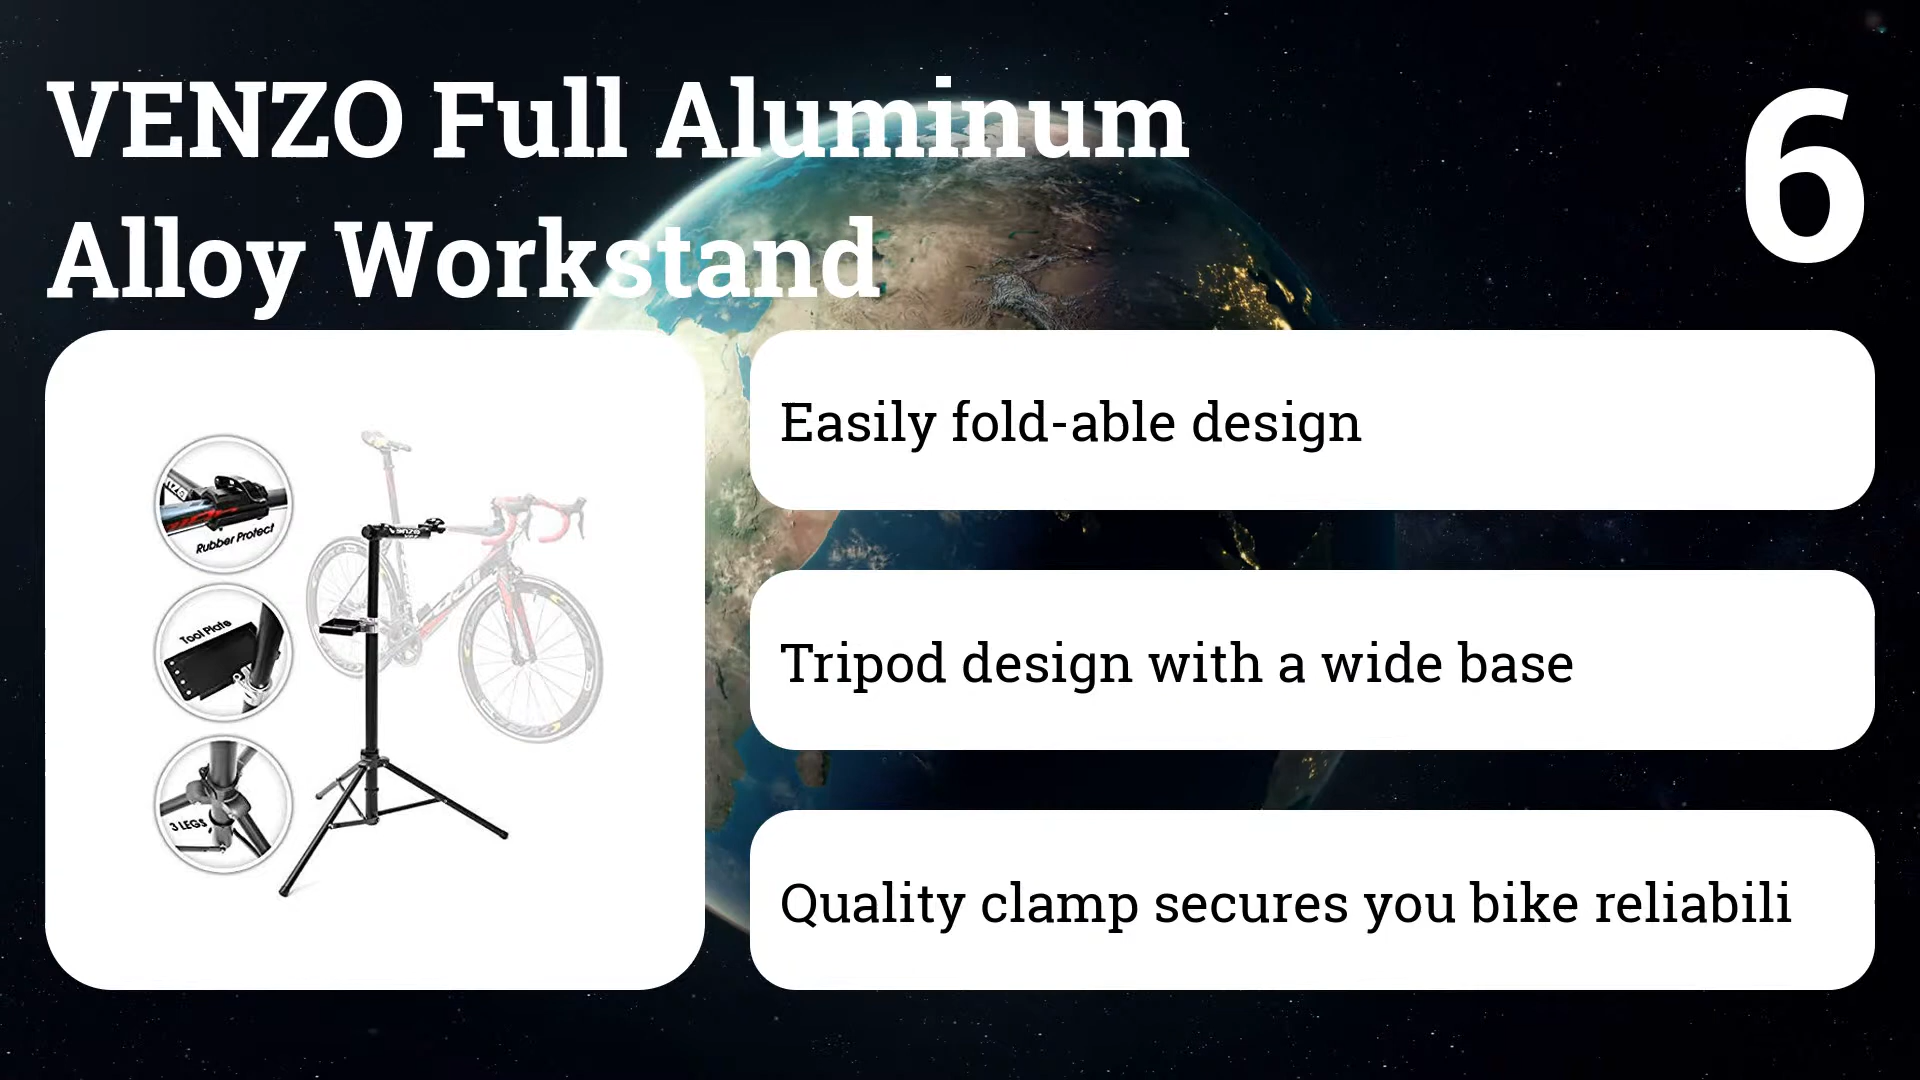 VENZO Full Aluminum
Alloy Workstand
6
Rubber Protect
Tool Plate
3 LEGS
VENZO
Easily fold-able design
Tripod design with a wide base
Quality clamp secures you bike reliabili